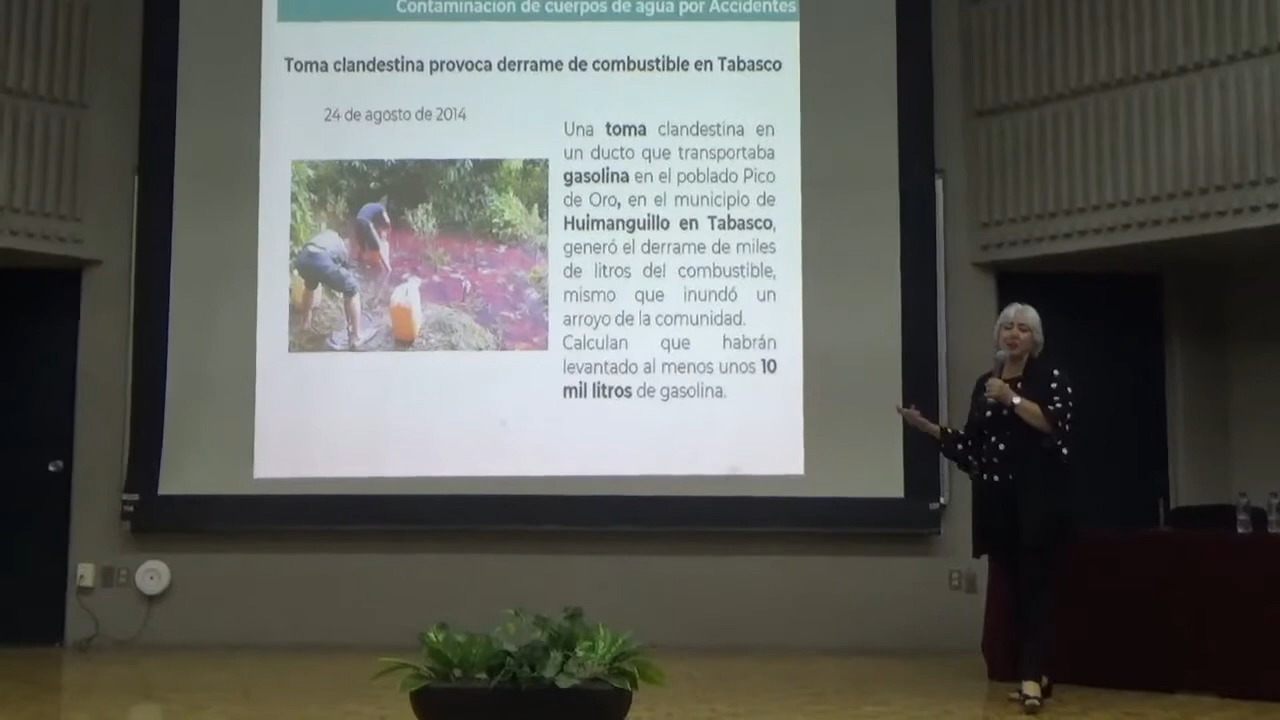 Contaminación de cuerpos de agua por Accidentes
Toma clandestina provoca derrame de combustible en Tabasco
24 de agosto de 2014
Una toma clandestina en
un ducto que transportaba
gasolina en el poblado Pico
de Oro, en el municipio de
Huimanguillo en Tabasco,
generó el derrame de miles
de litros del combustible,
mismo que inundó un
arroyo de la comunidad.
Calculan que habrán
levantado al menos unos 10
mil litros de gasolina.